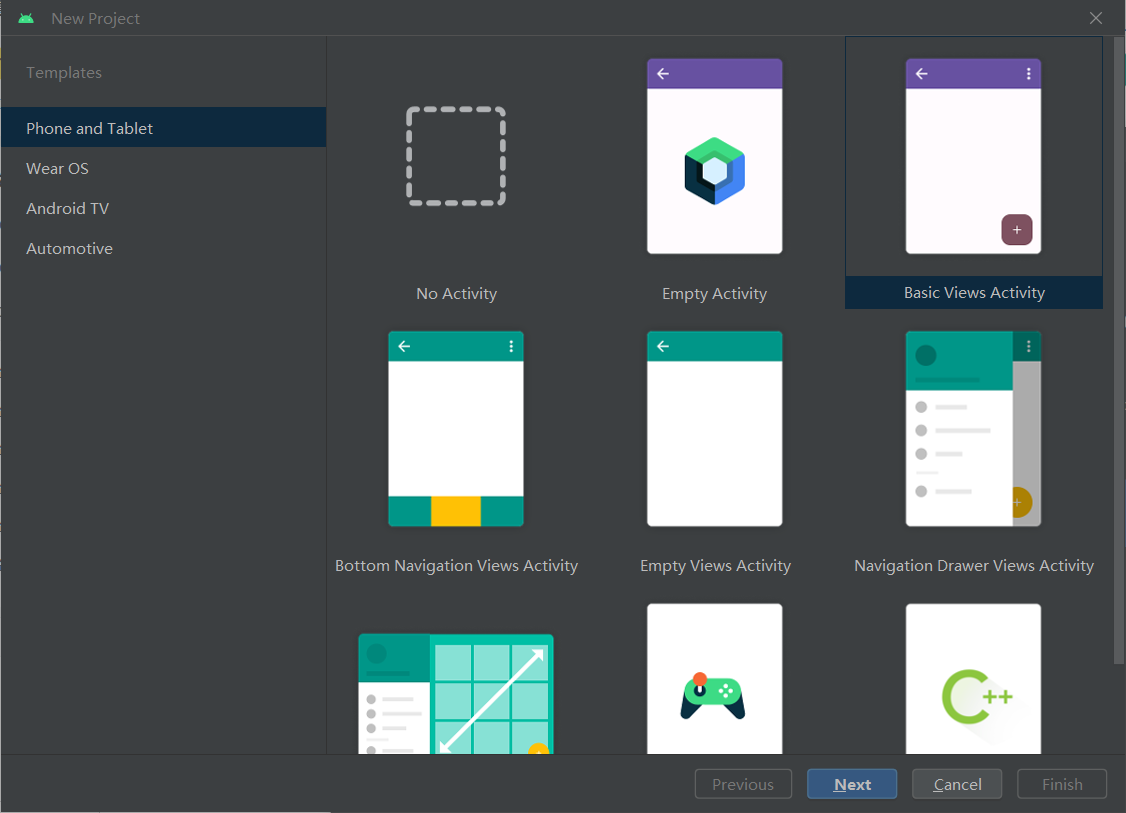 New Project
Templates
Phone and Tablet
Wear OS
Android TV
Automotive
No Activity
Empty Activity
Basic Views Activity
Bottom Navigation Views Activity
Empty Views Activity
Navigation Drawer Views Activity
C++
Previous
Next
Cancel
Finish